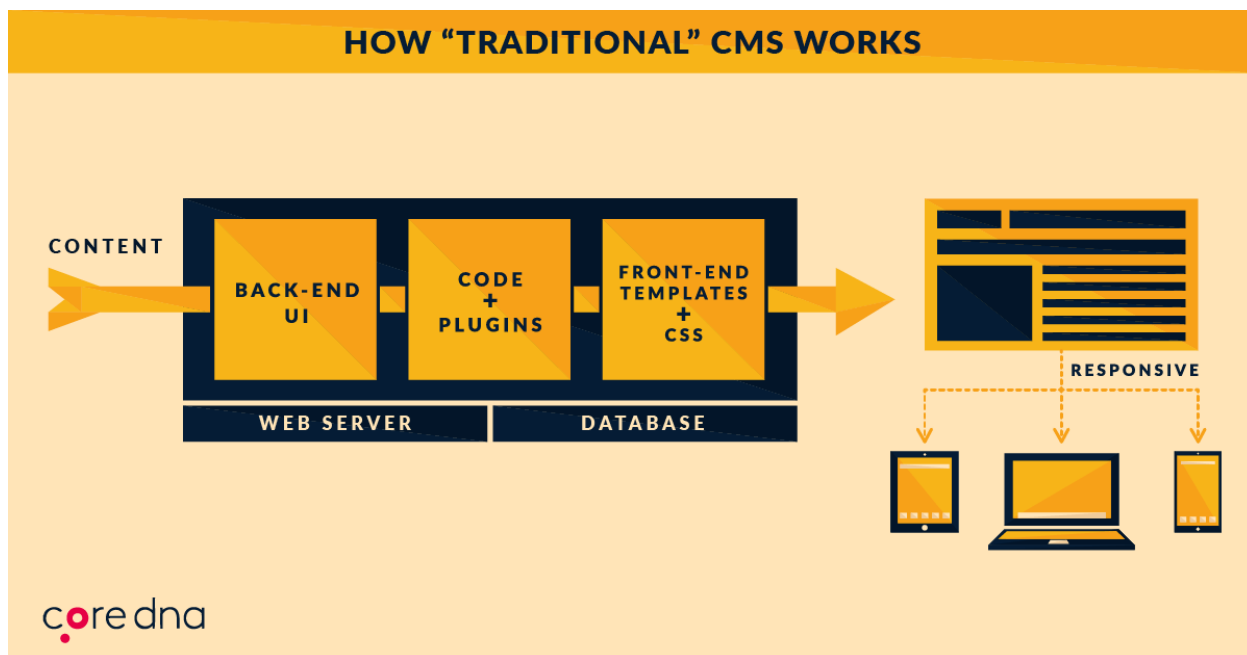 HOW “TRADITIONAL” CMS WORKS
CONTENT
BACK-END
UI
CODE
+
PLUGINS
FRONT-END
TEMPLATES
+
CSS
WEB SERVER
DATABASE
RESPONSIVE
core dna